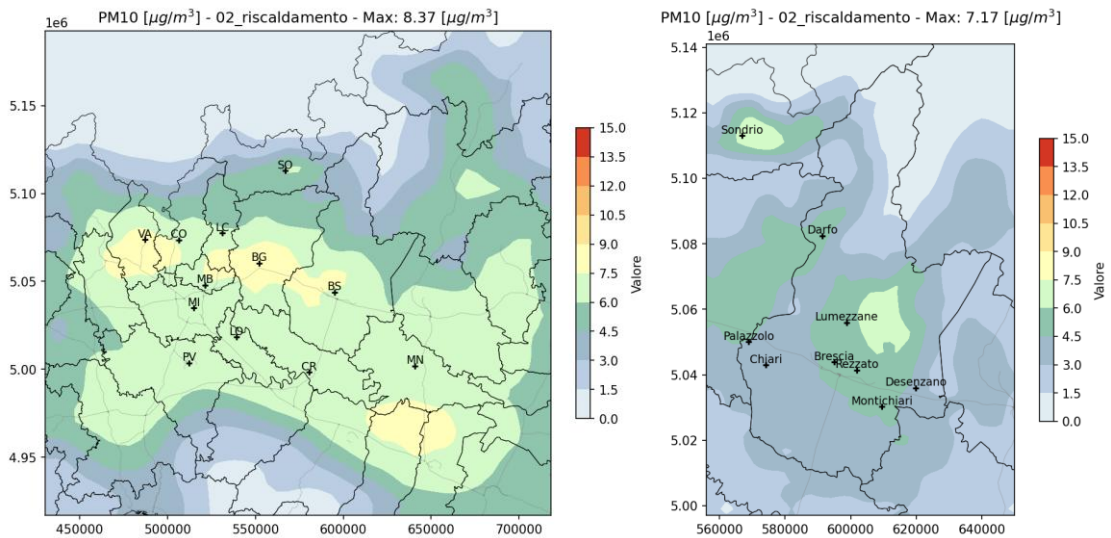 PM10 [μg/m³] - 02_riscaldamento - Max: 8.37 [μg/m³]
1e6
5.15
5.10
5.05
5.00
4.95
450000
500000
550000
600000
650000
700000
SO
VA
CO
LC
BG
MB
BS
MI
LO
PV
CR
MN
15.0
13.5
12.0
10.5
9.0
7.5
6.0
4.5
3.0
1.5
0.0
Valore
PM10 [μg/m³] - 02_riscaldamento - Max: 7.17 [μg/m³]
1e6
5.14
5.12
5.10
5.08
5.06
5.04
5.02
5.00
560000
580000
600000
620000
640000
Sondrio
Darfo
Lumezzane
Palazzolo
Chiari
Brescia
Rezzato
Desenzano
Montichiari
15.0
13.5
12.0
10.5
9.0
7.5
6.0
4.5
3.0
1.5
0.0
Valore